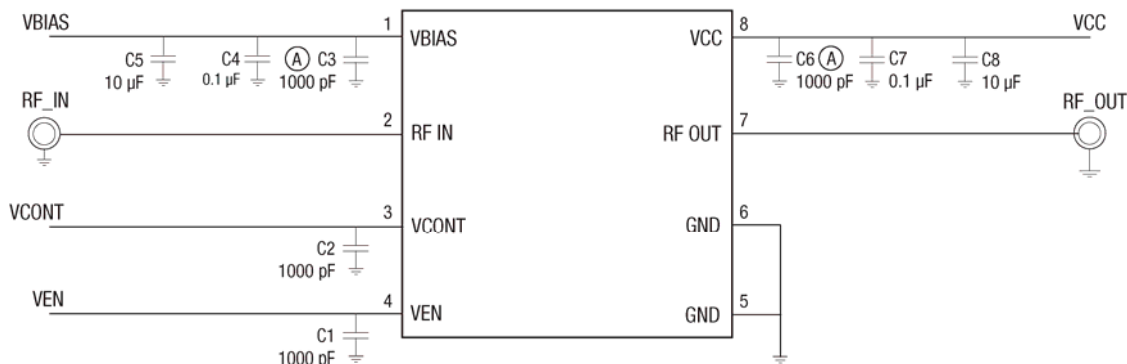 VBIAS
1
8
VCC
VBIAS
VCC
C5
10 µF
C4
0.1 µF
A
C3
1000 pF
C6
A
1000 pF
C7
0.1 µF
C8
10 µF
RF_IN
2
RF IN
RF OUT
7
RF_OUT
VCONT
3
VCONT
GND
6
C2
1000 pF
VEN
4
VEN
GND
5
C1
1000 pF